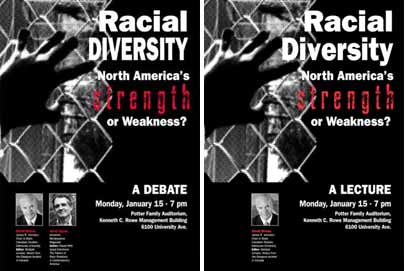 Racial
DIVERSITY
North America's
strength
or Weakness?
A DEBATE
Monday, January 15 · 7 pm
Potter Family Auditorium,
Kenneth C. Rowe Management Building
6100 University Ave.
Racial
Diversity
North America's
strength
or Weakness?
A LECTURE
Monday, January 15 · 7 pm
Potter Family Auditorium,
Kenneth C. Rowe Management Building
6100 University Ave.